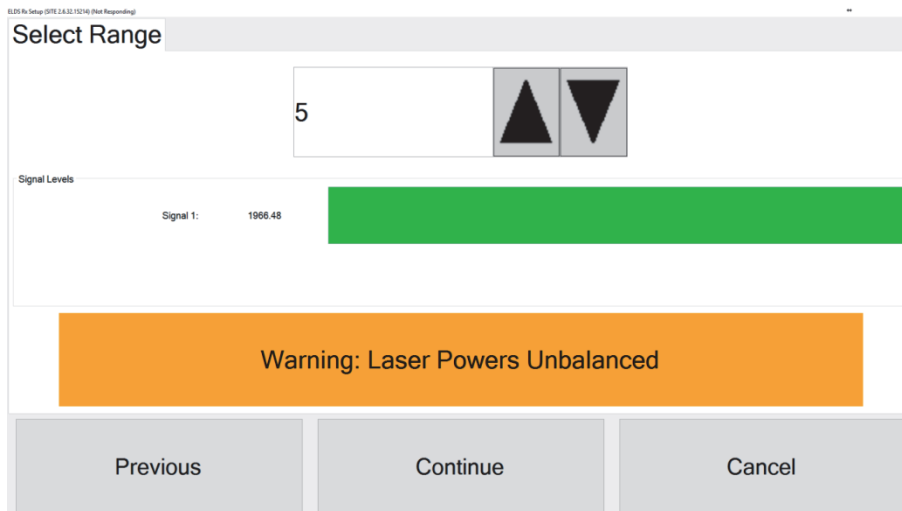 ELDS Rx Setup (SITE 2.6.32.15214) (Not Responding)
Select Range
5
Signal Levels
Signal 1: 1966.48
Warning: Laser Powers Unbalanced
Previous Continue Cancel